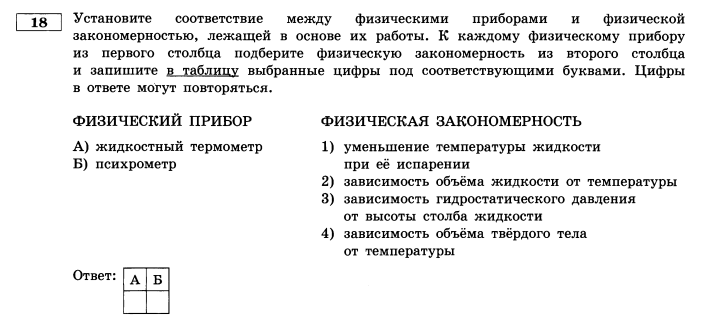 18
Установите соответствие между физическими приборами и физической
закономерностью, лежащей в основе их работы. К каждому физическому прибору
из первого столбца подберите физическую закономерность из второго столбца
и запишите в таблицу выбранные цифры под соответствующими буквами. Цифры
в ответе могут повторяться.
ФИЗИЧЕСКИЙ ПРИБОР
А) жидкостный термометр
Б) психрометр
ФИЗИЧЕСКАЯ ЗАКОНОМЕРНОСТЬ
1) уменьшение температуры жидкости
при её испарении
2) зависимость объёма жидкости от температуры
3) зависимость гидростатического давления
от высоты столба жидкости
4) зависимость объёма твёрдого тела
от температуры
Ответ:
А Б